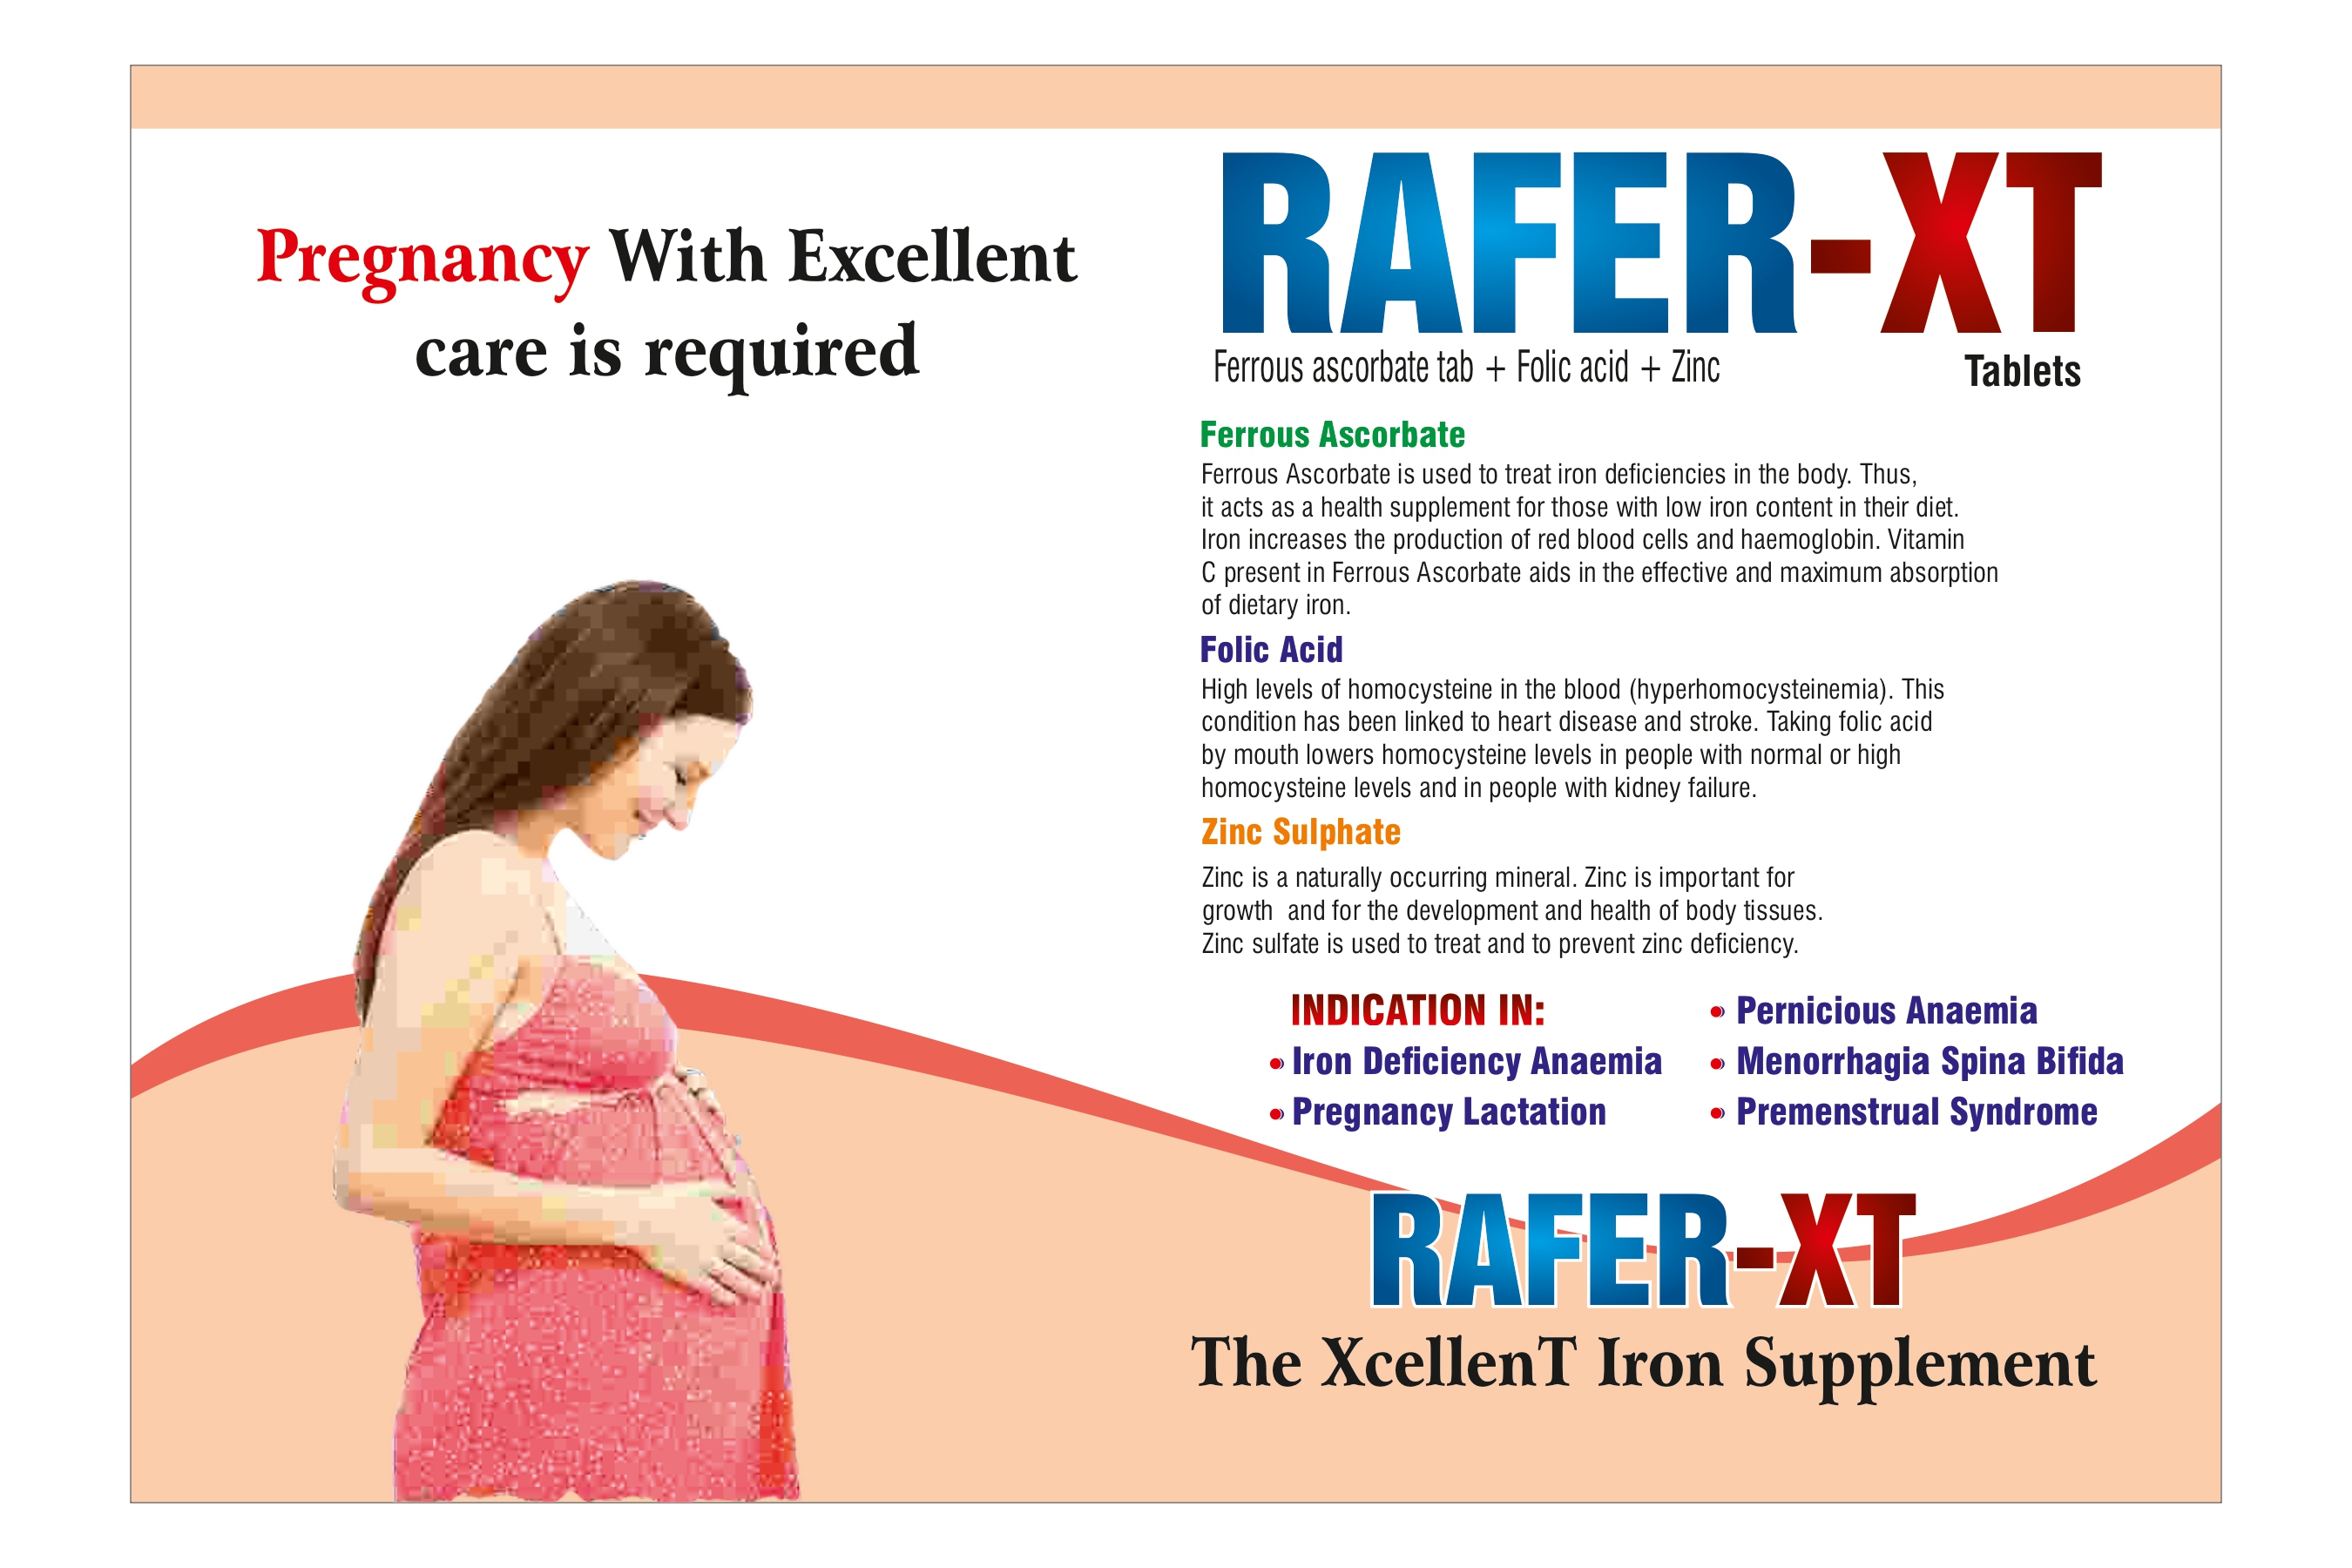 Pregnancy With Excellent
care is required
RAFER-XT
Ferrous ascorbate tab + Folic acid + Zinc
Tablets
Ferrous Ascorbate
Ferrous Ascorbate is used to treat iron deficiencies in the body. Thus,
it acts as a health supplement for those with low iron content in their diet.
Iron increases the production of red blood cells and haemoglobin. Vitamin
C present in Ferrous Ascorbate aids in the effective and maximum absorption
of dietary iron.
Folic Acid
High levels of homocysteine in the blood (hyperhomocysteinemia). This
condition has been linked to heart disease and stroke. Taking folic acid
by mouth lowers homocysteine levels in people with normal or high
homocysteine levels and in people with kidney failure.
Zinc Sulphate
Zinc is a naturally occurring mineral. Zinc is important for
growth  and for the development and health of body tissues.
Zinc sulfate is used to treat and to prevent zinc deficiency.
INDICATION IN:
• Iron Deficiency Anaemia
• Pregnancy Lactation
• Pernicious Anaemia
• Menorrhagia Spina Bifida
• Premenstrual Syndrome
RAFER-XT
The XcellenT Iron Supplement